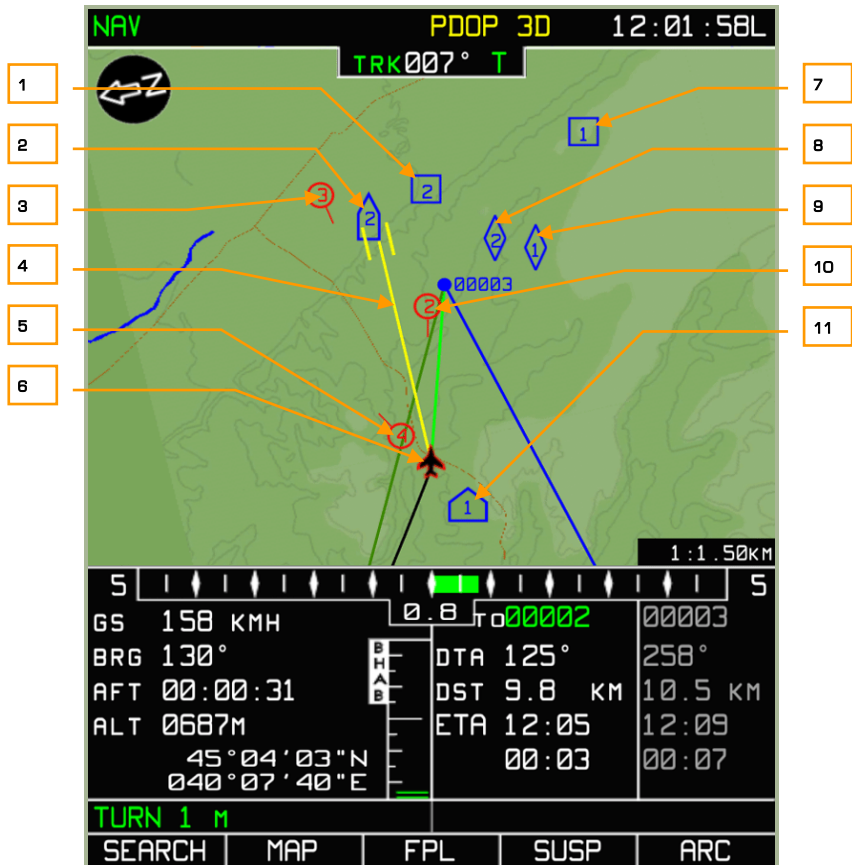 NAV PDOP 3D 12:01:58L
TRK007° T
N
1
2
3
4
5
6
7
8
9
10
11
1
2
3
2
2
1
00003
2
4
1
1:1.50KM
5 5
0.8
GS 158 KMH
BRG 130°
AFT 00:00:31
ALT 0687M
45°04'03"N
040°07'40"E
B
H
A
B
TO00002
DTA 125°
DST 9.8 KM
ETA 12:05
00:03
00003
258°
10.5 KM
12:09
00:07
TURN 1 M
SEARCH MAP FPL SUSP ARC